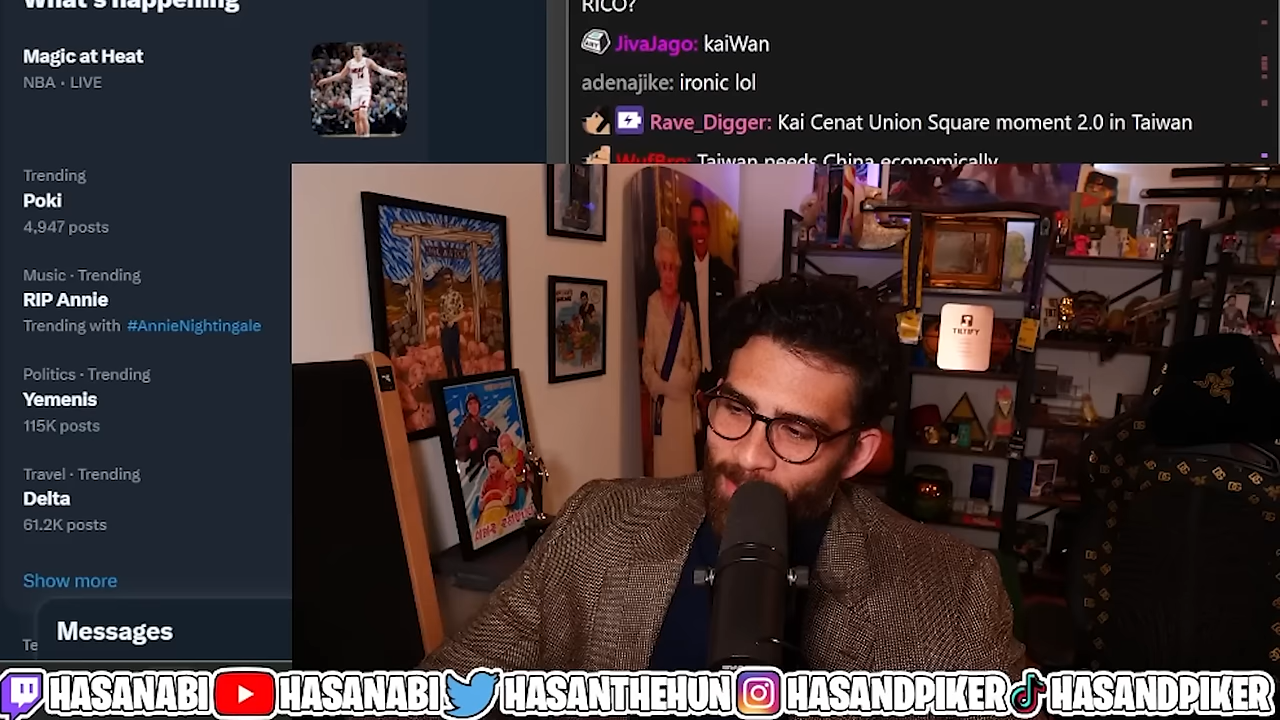 What's happening
Magic at Heat
NBA · LIVE
Trending
Poki
4,947 posts
Music · Trending
RIP Annie
Trending with #AnnieNightingale
Politics · Trending
Yemenis
115K posts
Travel · Trending
Delta
61.2K posts
Show more
Messages
RICO?
JivaJago: kaiWan
adenajike: ironic lol
Rave_Digger: Kai Cenat Union Square moment 2.0 in Taiwan
WufBro: Taiwan needs China economically
TILTIFY
HASANABI HASANABI HASANTHEHUN HASANDPIKER HASANDPIKER